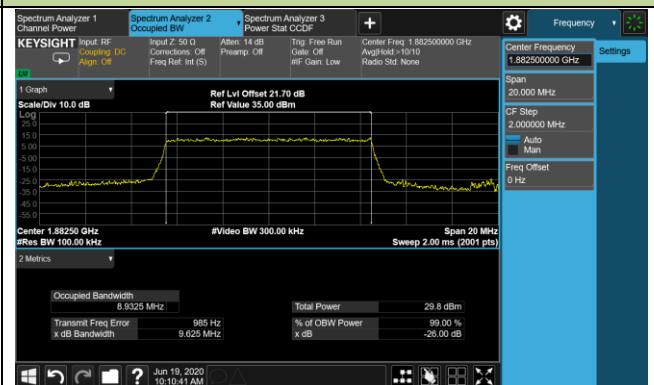 Spectrum Analyzer 1
Channel Power
Spectrum Analyzer 2
Occupied BW
Spectrum Analyzer 3
Power Stat CCDF
+
Frequency
KEYSIGHT
Input: RF
Coupling: DC
Align: Off
Input Z: 50 Ω
Corrections: Off
Freq Ref: Int (S)
Atten: 14 dB
Preamp: Off
Trig: Free Run
Gate: Off
#IF Gain: Low
Center Freq: 1.882500000 GHz
Avg|Hold:>10/10
Radio Std: None
LW
Center Frequency
1.882500000 GHz
Settings
Span
20.000 MHz
CF Step
2.000000 MHz
Auto
Man
Freq Offset
0 Hz
1 Graph
Ref Lvl Offset 21.70 dB
Scale/Div 10.0 dB
Ref Value 35.00 dBm
Log
25.0
15.0
5.00
-5.00
-15.0
-25.0
-35.0
-45.0
-55.0
Center 1.88250 GHz
#Video BW 300.00 kHz
Span 20 MHz
#Res BW 100.00 kHz
Sweep 2.00 ms (2001 pts)
2 Metrics
Occupied Bandwidth
8.9325 MHz
Total Power
29.8 dBm
Transmit Freq Error
985 Hz
% of OBW Power
99.00 %
x dB Bandwidth
9.625 MHz
x dB
-26.00 dB
?
Jun 19, 2020
10:10:41 AM